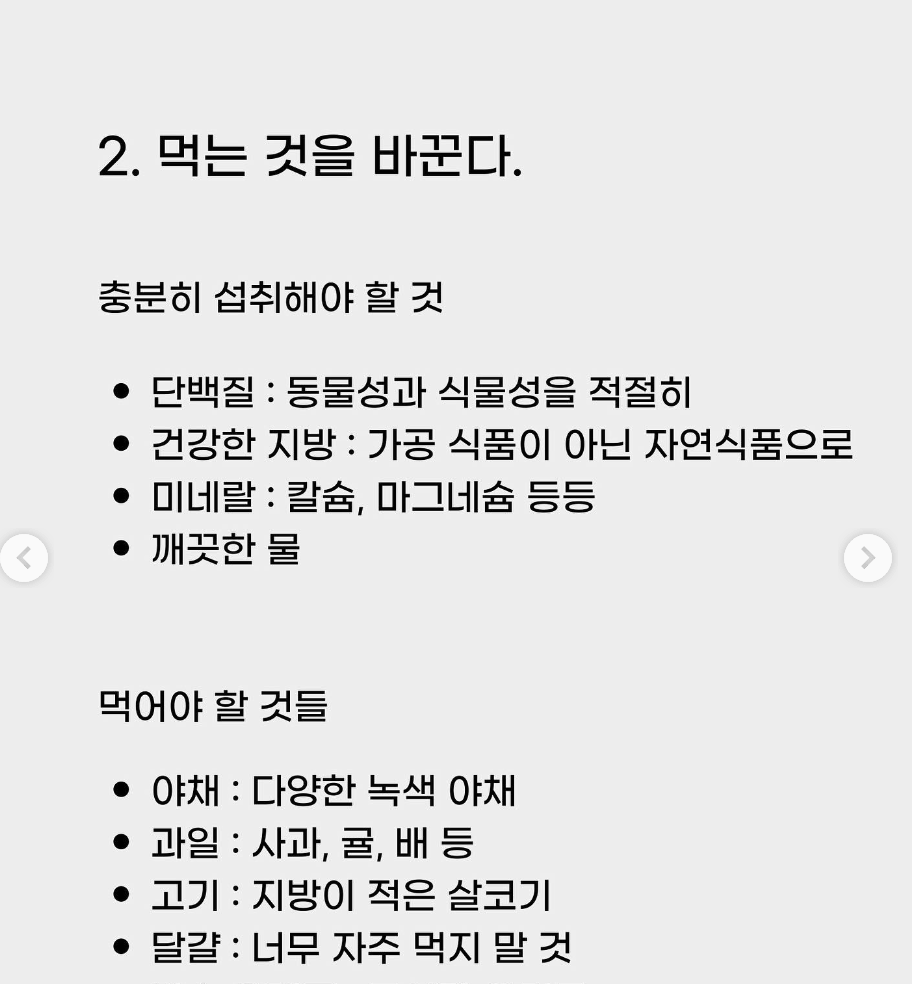 2. 먹는 것을 바꾼다.
충분히 섭취해야 할 것
• 단백질 : 동물성과 식물성을 적절히
• 건강한 지방 : 가공 식품이 아닌 자연식품으로
• 미네랄 : 칼슘, 마그네슘 등등
• 깨끗한 물
먹어야 할 것들
• 야채 : 다양한 녹색 야채
• 과일 : 사과, 귤, 배 등
• 고기 : 지방이 적은 살코기
• 달걀 : 너무 자주 먹지 말 것